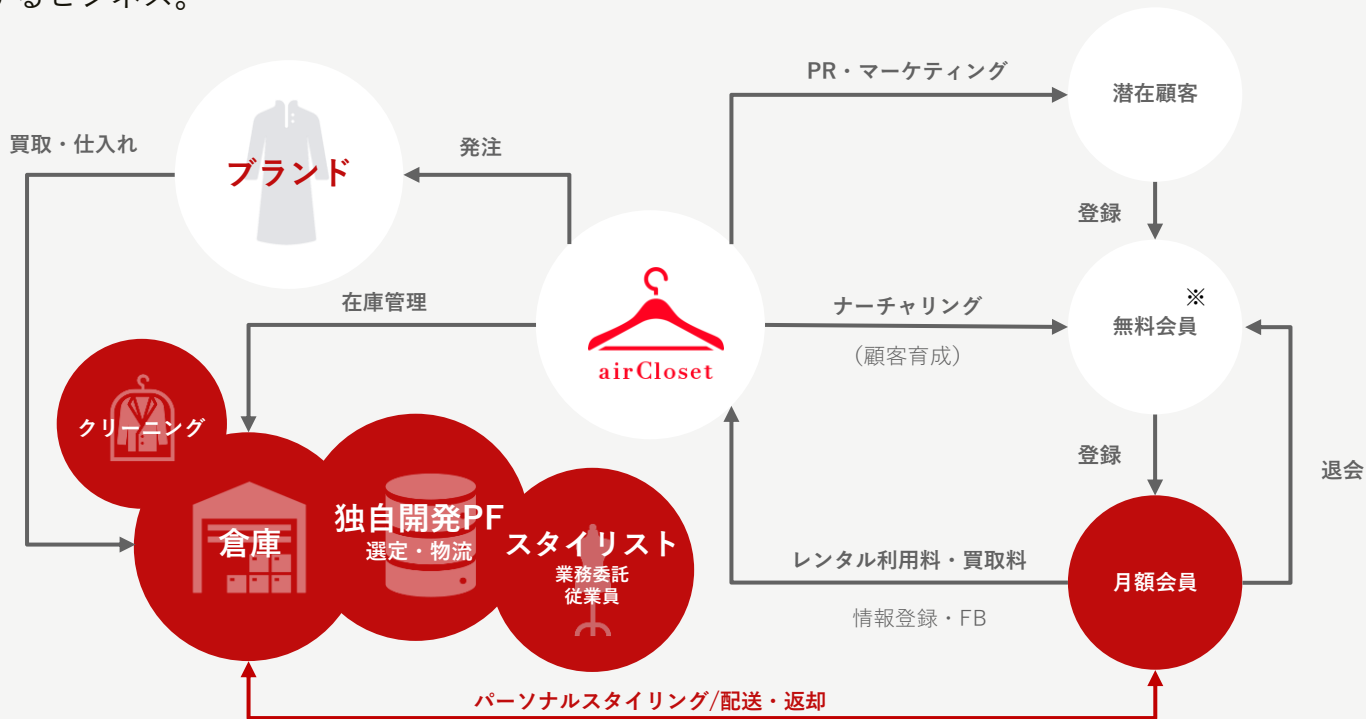 するビジネス。
PR・マーケティング
潜在顧客
買取・仕入れ
ブランド
発注
登録
在庫管理
airCloset
ナーチャリング
(顧客育成)
※
無料会員
クリーニング
倉庫
独自開発PF
選定・物流
スタイリスト
業務委託
従業員
登録
退会
レンタル利用料・買取料
情報登録・FB
月額会員
パーソナルスタイリング/配送・返却